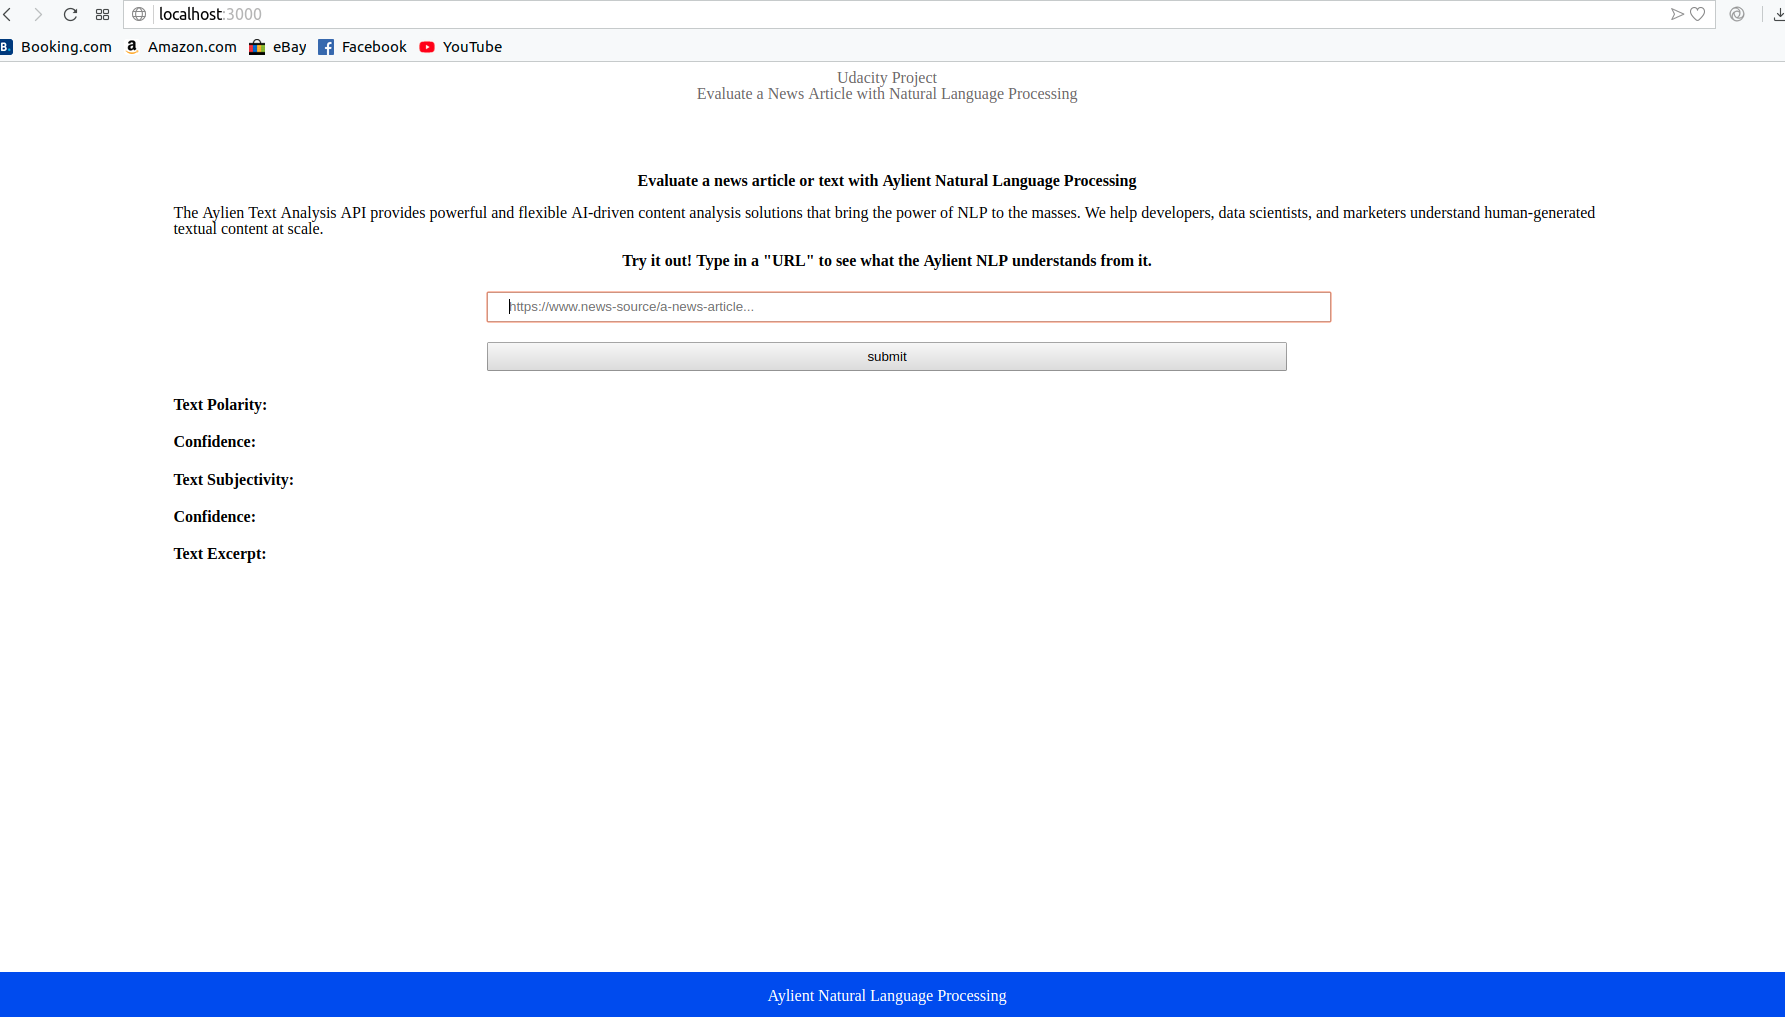 localhost:3000
B. Booking.com a Amazon.com eBay Facebook YouTube
Udacity Project
Evaluate a News Article with Natural Language Processing
Evaluate a news article or text with Aylient Natural Language Processing
The Aylien Text Analysis API provides powerful and flexible AI-driven content analysis solutions that bring the power of NLP to the masses. We help developers, data scientists, and marketers understand human-generated
textual content at scale.
Try it out! Type in a "URL" to see what the Aylient NLP understands from it.
https://www.news-source/a-news-article...
submit
Text Polarity:
Confidence:
Text Subjectivity:
Confidence:
Text Excerpt:
Aylient Natural Language Processing